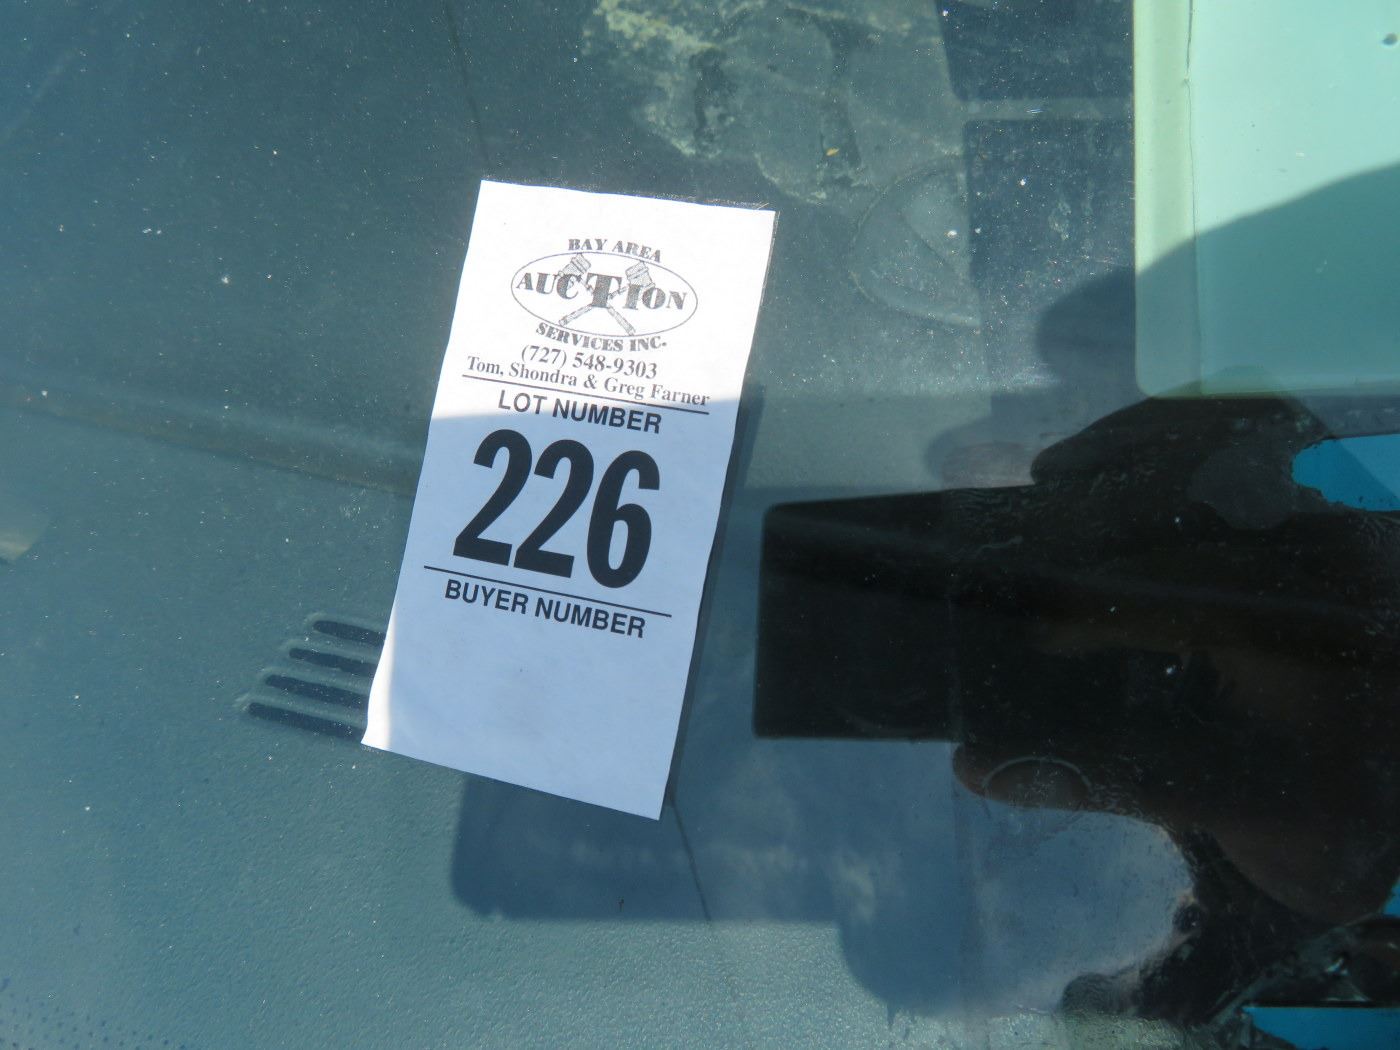 BAY AREA
AUCTION
SERVICES INC.
(727) 548-9303
Tom, Shondra & Greg Farner
LOT NUMBER
226
BUYER NUMBER